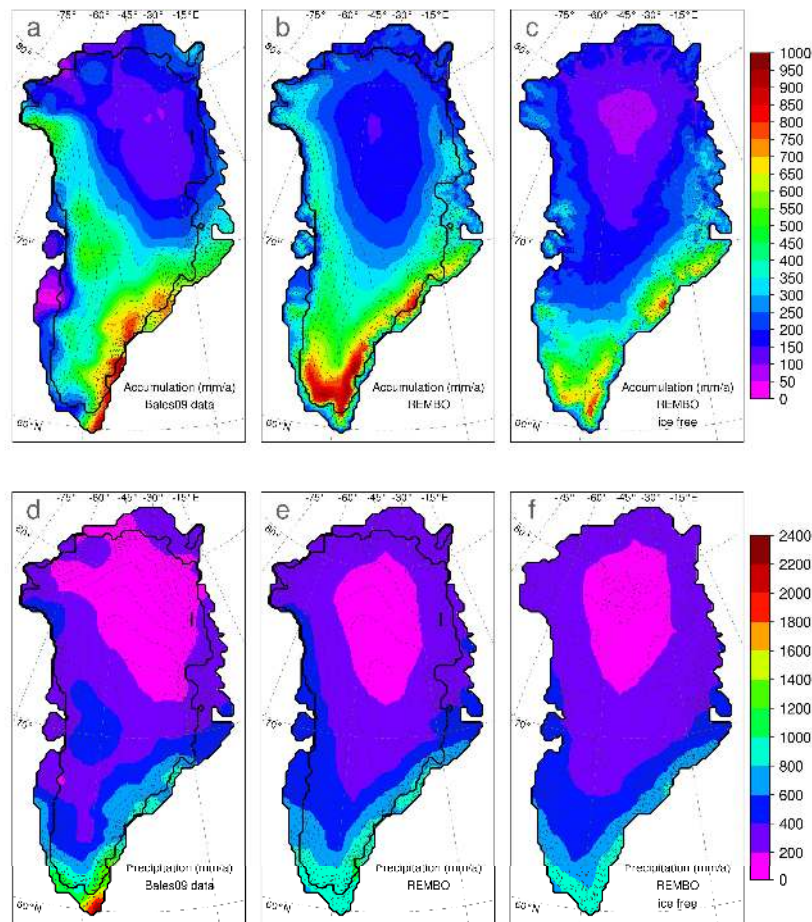 -75° -60° -45° -30° -15° E
-75° -60° -45° -30° -15° E
-75° -60° -45° -30° -15° E
a
b
c
80°
80°
80°
70°
70°
70°
60°N
60°N
60°N
Accumulation (mm/a)
Bales09 data
Accumulation (mm/a)
REMBO
Accumulation (mm/a)
REMBO
ice free
1000
950
900
850
800
750
700
650
600
550
500
450
400
350
300
250
200
150
100
50
0
-75° -60° -45° -30° -15° E
-75° -60° -45° -30° -15° E
-75° -60° -45° -30° -15° E
d
e
f
80°
80°
80°
70°
70°
70°
60°N
60°N
60°N
Precipitation (mm/a)
Bales09 data
Precipitation (mm/a)
REMBO
Precipitation (mm/a)
REMBO
ice free
2400
2200
2000
1800
1600
1400
1200
1000
800
600
400
200
0